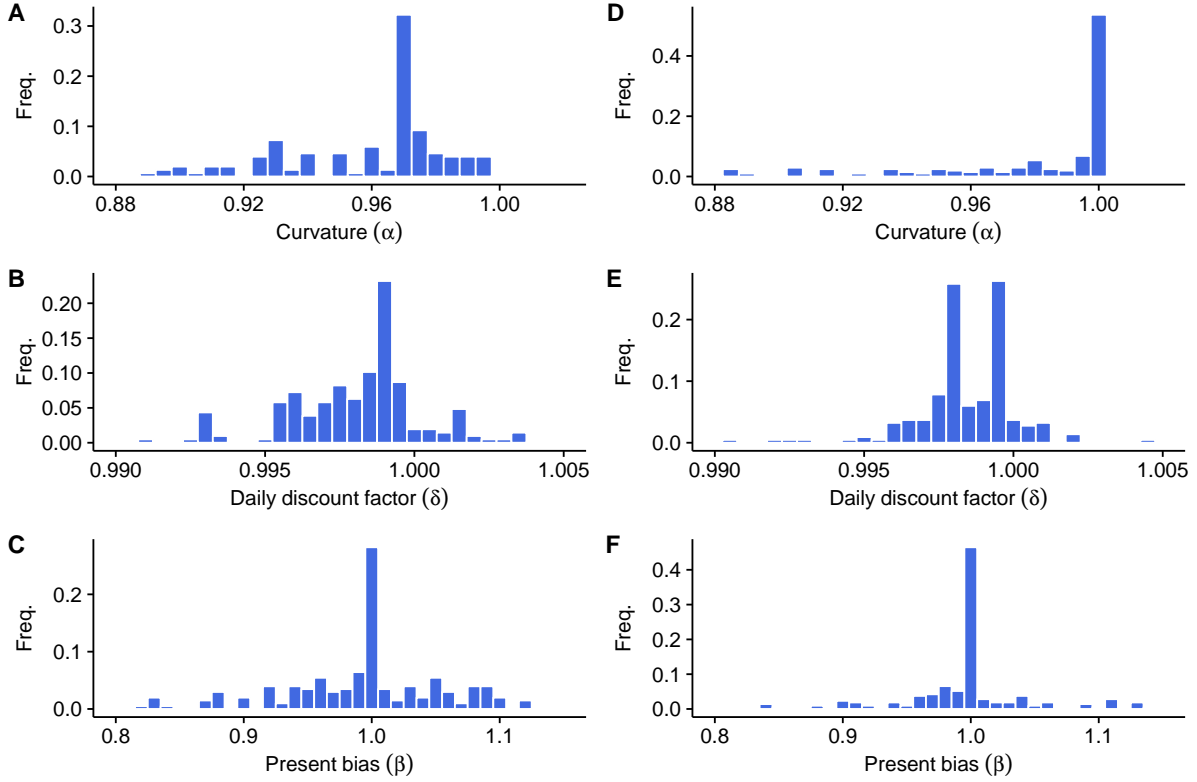 A
Freq.
0.3
0.2
0.1
0.0
0.88 0.92 0.96 1.00
Curvature (α)
D
Freq.
0.4
0.2
0.0
0.88 0.92 0.96 1.00
Curvature (α)
B
Freq.
0.20
0.15
0.10
0.05
0.00
0.990 0.995 1.000 1.005
Daily discount factor (δ)
E
Freq.
0.2
0.1
0.0
0.990 0.995 1.000 1.005
Daily discount factor (δ)
C
Freq.
0.2
0.1
0.0
0.8 0.9 1.0 1.1
Present bias (β)
F
Freq.
0.4
0.3
0.2
0.1
0.0
0.8 0.9 1.0 1.1
Present bias (β)